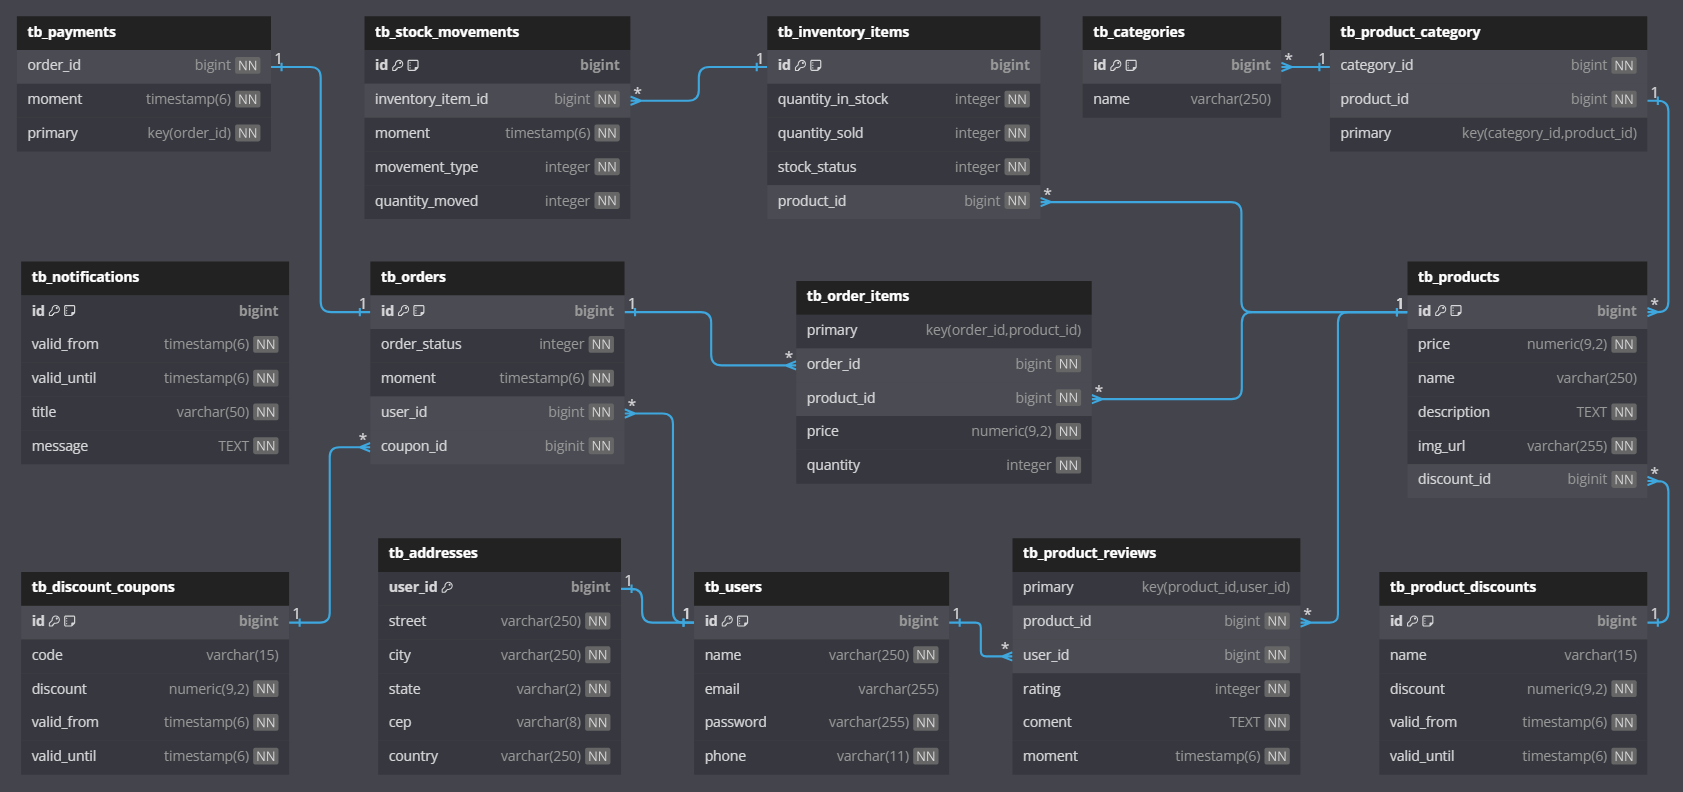 tb_payments
order_id bigint NN
moment timestamp(6) NN
primary key(order_id) NN
tb_stock_movements
id bigint
inventory_item_id bigint NN
moment timestamp(6) NN
movement_type integer NN
quantity_moved integer NN
tb_inventory_items
id bigint
quantity_in_stock integer NN
quantity_sold integer NN
stock_status integer NN
product_id bigint NN
tb_categories
id bigint
name varchar(250)
tb_product_category
category_id bigint NN
product_id bigint NN
primary key(category_id,product_id)
1
1
*
1
*
1
1
*
*
tb_notifications
id bigint
valid_from timestamp(6) NN
valid_until timestamp(6) NN
title varchar(50) NN
message TEXT NN
tb_orders
id bigint
order_status integer NN
moment timestamp(6) NN
user_id bigint NN
coupon_id biginit NN
tb_order_items
primary key(order_id,product_id)
order_id bigint NN
product_id bigint NN
price numeric(9,2) NN
quantity integer NN
tb_products
id bigint
price numeric(9,2) NN
name varchar(250)
description TEXT NN
img_url varchar(255) NN
discount_id biginit NN
1
*
*
*
*
1
*
tb_discount_coupons
id bigint
code varchar(15)
discount numeric(9,2) NN
valid_from timestamp(6) NN
valid_until timestamp(6) NN
tb_addresses
user_id bigint
street varchar(250) NN
city varchar(250) NN
state varchar(2) NN
cep varchar(8) NN
country varchar(250) NN
tb_users
id bigint
name varchar(250) NN
email varchar(255)
password varchar(255) NN
phone varchar(11) NN
tb_product_reviews
primary key(product_id,user_id)
product_id bigint NN
user_id bigint NN
rating integer NN
coment TEXT NN
moment timestamp(6) NN
tb_product_discounts
id bigint
name varchar(15)
discount numeric(9,2) NN
valid_from timestamp(6) NN
valid_until timestamp(6) NN
1
1
1
1
*
*
1